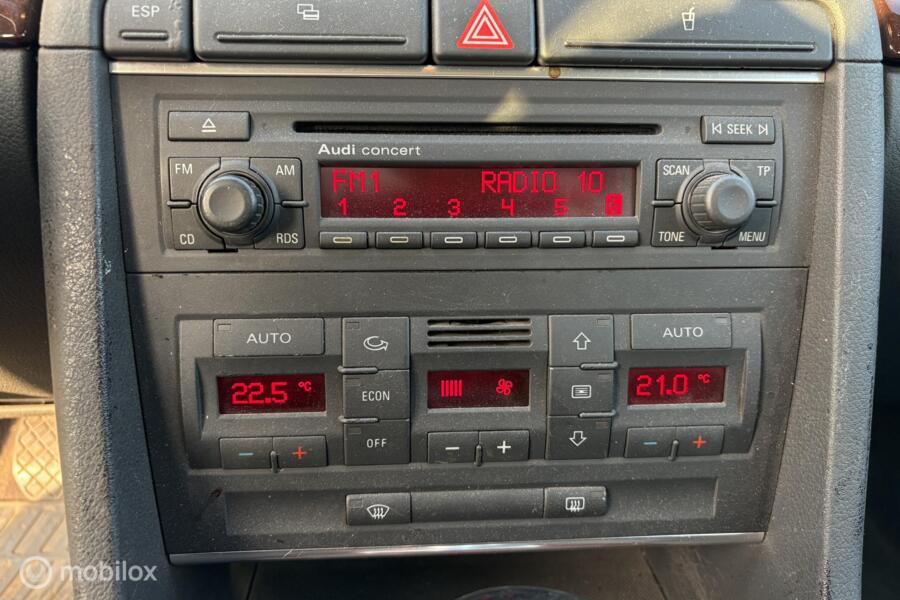 ESP
SEEK
Audi concert
FM AM
FM1 RADIO 10
SCAN TP
1 2 3 4 5 6
CD RDS
TONE MENU
AUTO
AUTO
22.5 °C
ECON
21.0 °C
OFF
− +
− +
− +
mobilox